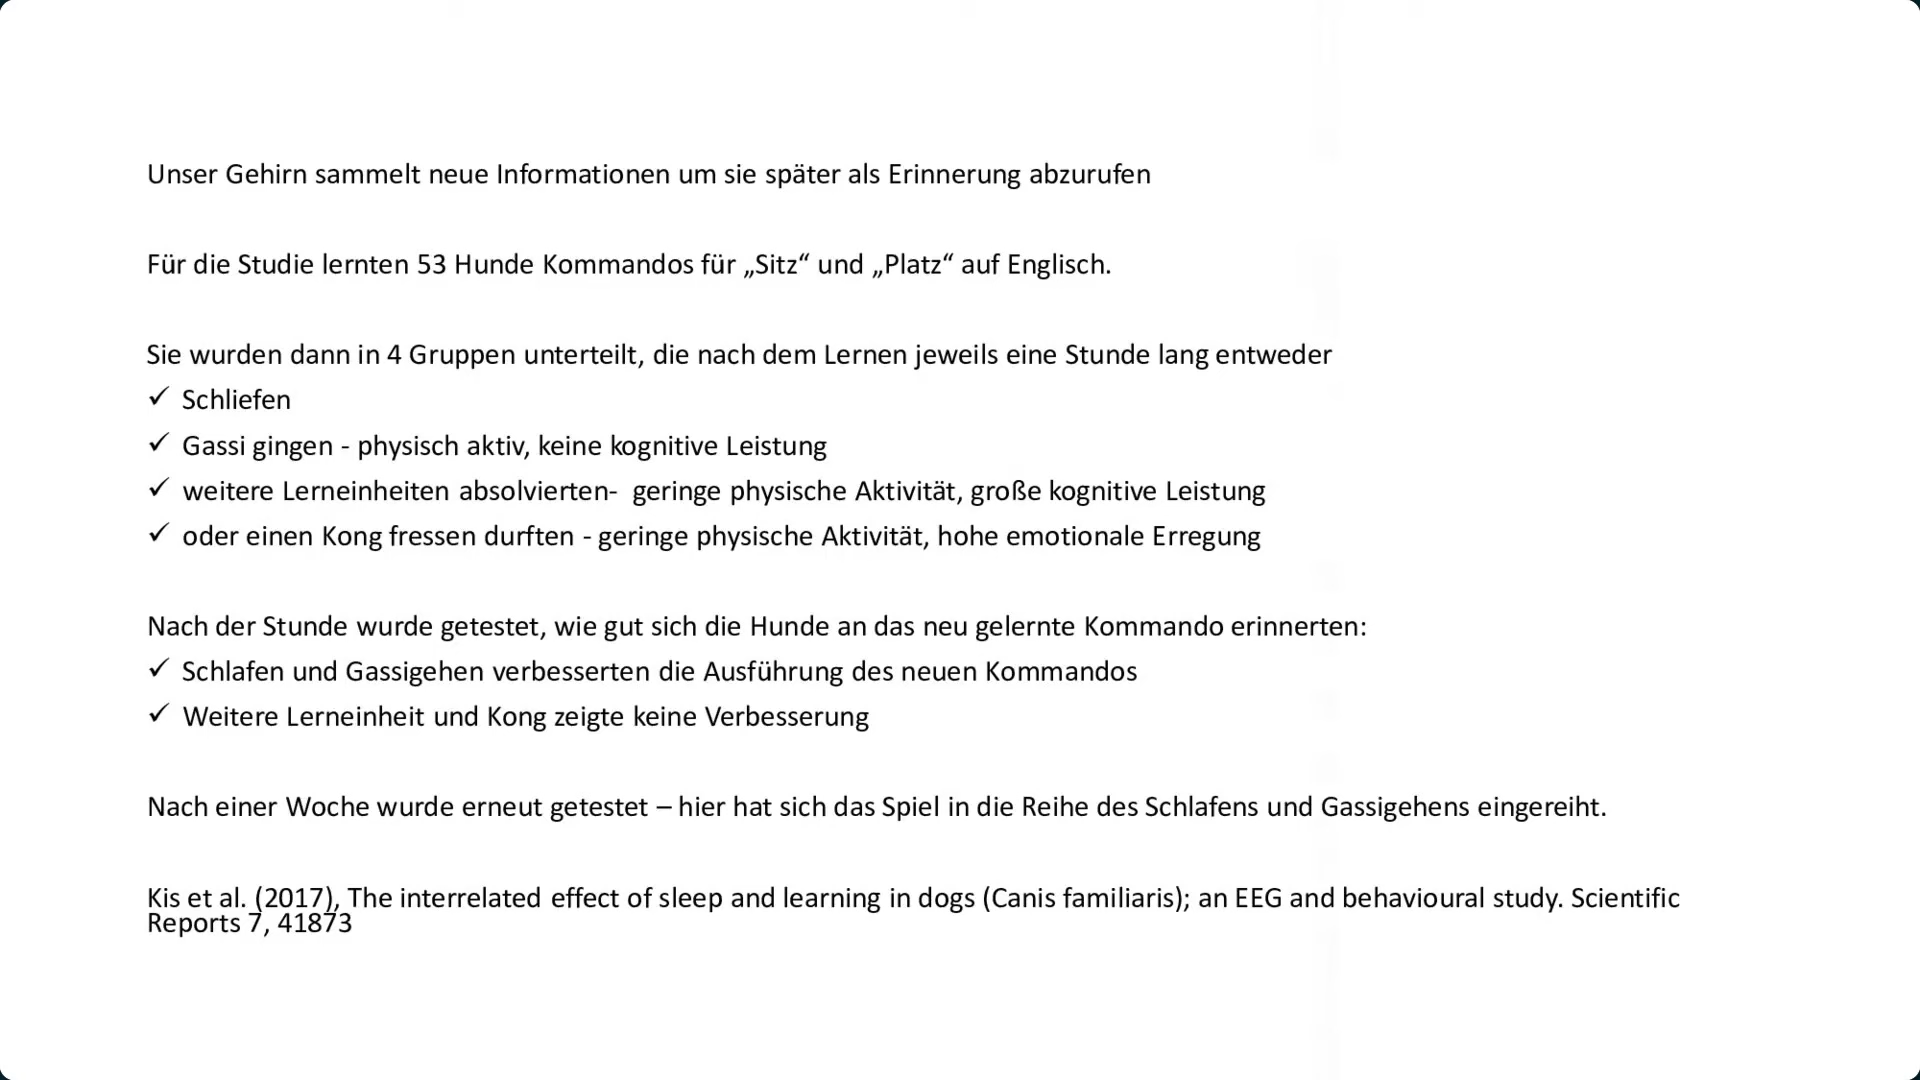 Unser Gehirn sammelt neue Informationen um sie später als Erinnerung abzurufen
Für die Studie lernten 53 Hunde Kommandos für „Sitz“ und „Platz“ auf Englisch.
Sie wurden dann in 4 Gruppen unterteilt, die nach dem Lernen jeweils eine Stunde lang entweder
✓ Schliefen
✓ Gassi gingen - physisch aktiv, keine kognitive Leistung
✓ weitere Lerneinheiten absolvierten-  geringe physische Aktivität, große kognitive Leistung
✓ oder einen Kong fressen durften - geringe physische Aktivität, hohe emotionale Erregung
Nach der Stunde wurde getestet, wie gut sich die Hunde an das neu gelernte Kommando erinnerten:
✓ Schlafen und Gassigehen verbesserten die Ausführung des neuen Kommandos
✓ Weitere Lerneinheit und Kong zeigte keine Verbesserung
Nach einer Woche wurde erneut getestet – hier hat sich das Spiel in die Reihe des Schlafens und Gassigehens eingereiht.
Kis et al. (2017), The interrelated effect of sleep and learning in dogs (Canis familiaris); an EEG and behavioural study. Scientific
Reports 7, 41873